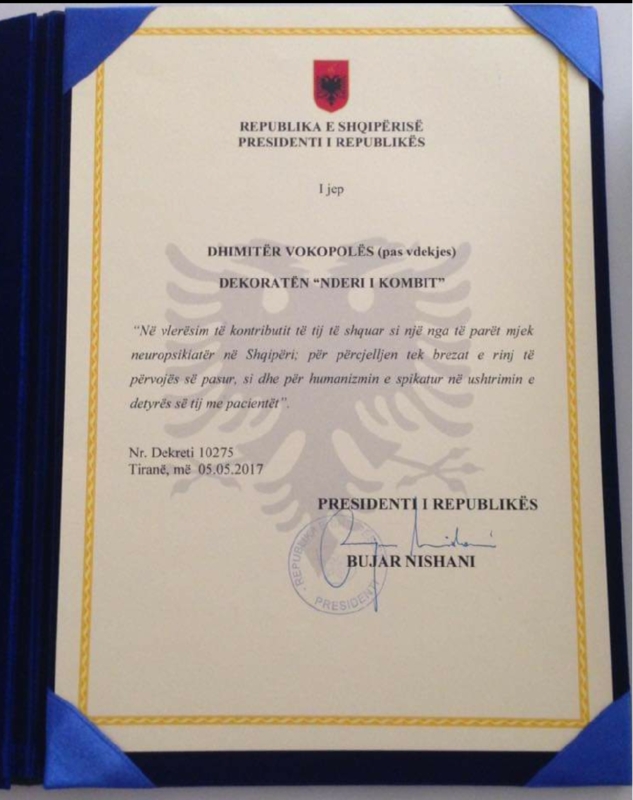 REPUBLIKA E SHQIPËRISË
PRESIDENTI I REPUBLIKËS
I jep
DHIMITËR VOKOPOLËS (pas vdekjes)
DEKORATËN “NDERI I KOMBIT”
“Në vlerësim të kontributit të tij të shquar si një nga të parët mjek
neuropsikiatër në Shqipëri; për përcjelljen tek brezat e rinj të
përvojës së pasur, si dhe për humanizmin e spikatur në ushtrimin e
detyrës së tij me pacientët”.
Nr. Dekreti 10275
Tiranë, më 05.05.2017
PRESIDENTI I REPUBLIKËS
BUJAR NISHANI
REPUBLIKA
PRESIDENTI